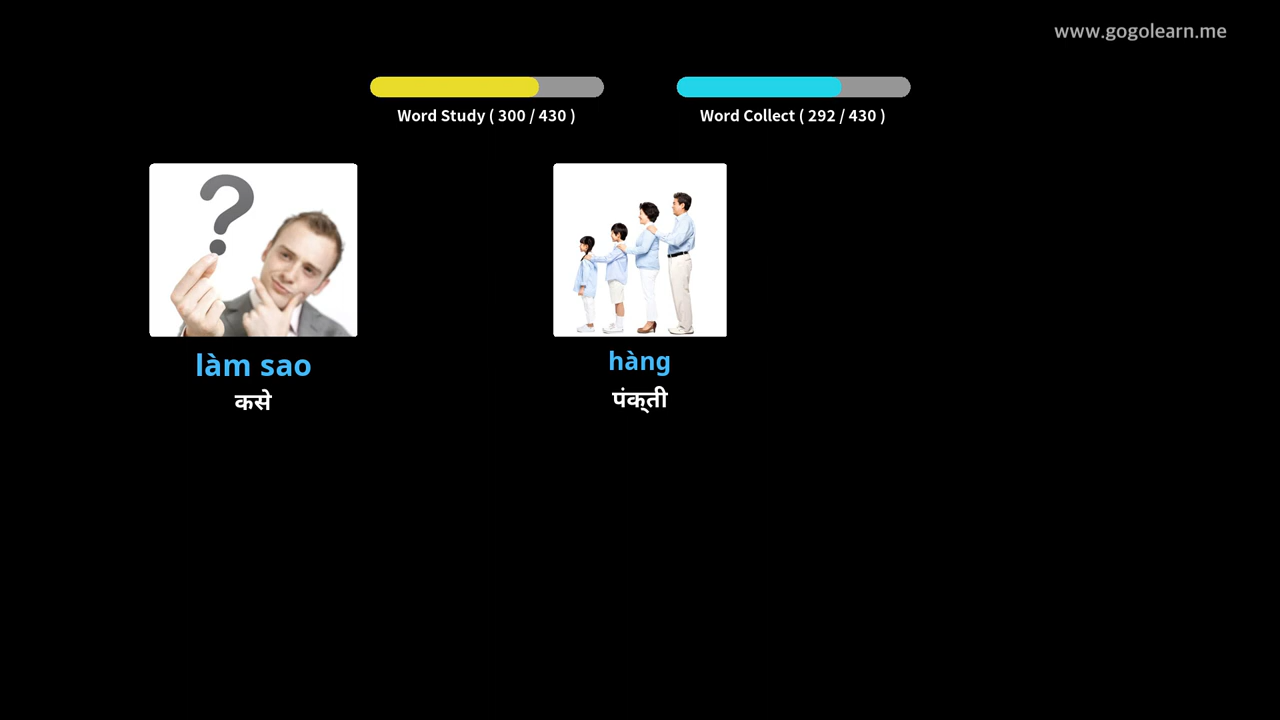 www.gogolearn.me
Word Study ( 300 / 430 )
Word Collect ( 292 / 430 )
làm sao
कसे
hàng
पंक्ती